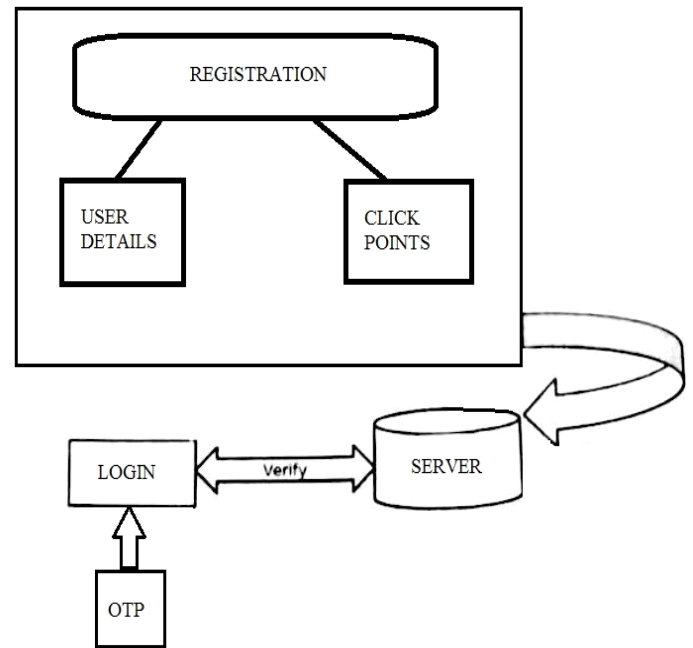 REGISTRATION
USER
DETAILS
CLICK
POINTS
LOGIN
Verify
SERVER
OTP